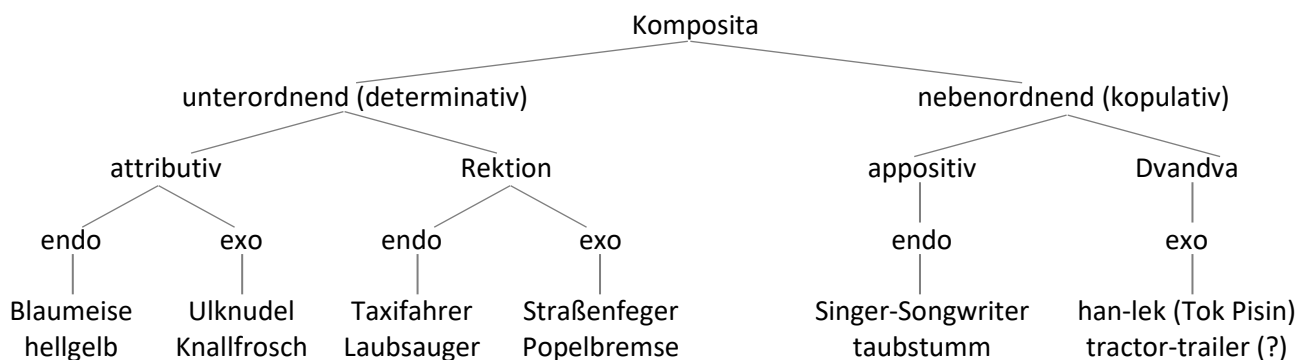 Komposita
unterordnend (determinativ) nebenordnend (kopulativ)
attributiv Rektion appositiv Dvandva
endo exo endo exo endo exo
Blaumeise Ulknudel Taxifahrer Straßenfeger Singer-Songwriter han-lek (Tok Pisin)
hellgelb Knallfrosch Laubsauger Popelbremse taubstumm tractor-trailer (?)